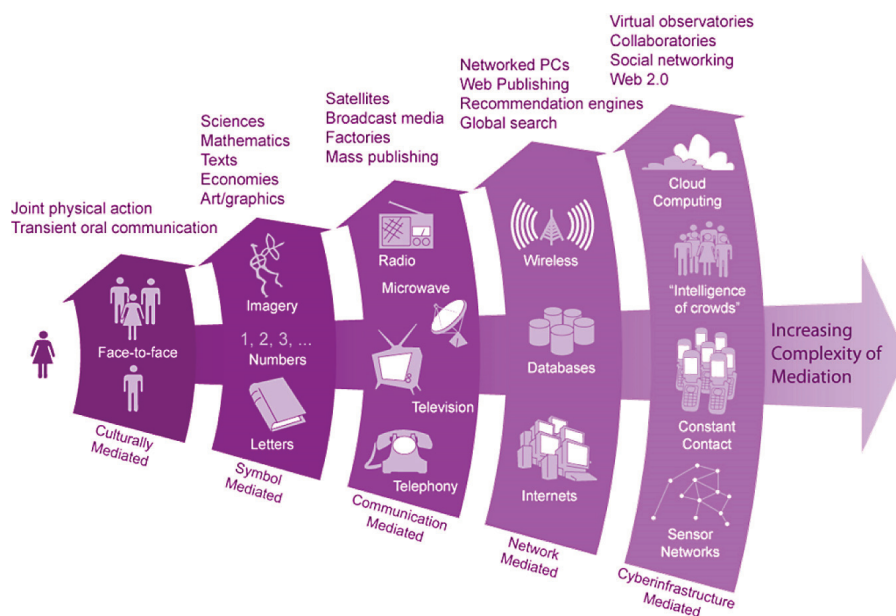 Joint physical action
Transient oral communication
Face-to-face
Culturally
Mediated
Sciences
Mathematics
Texts
Economies
Art/graphics
Imagery
1, 2, 3, ...
Numbers
Letters
Symbol
Mediated
Satellites
Broadcast media
Factories
Mass publishing
Radio
Microwave
Television
Telephony
Communication
Mediated
Networked PCs
Web Publishing
Recommendation engines
Global search
Wireless
Databases
Internets
Network
Mediated
Virtual observatories
Collaboratories
Social networking
Web 2.0
Cloud
Computing
"Intelligence
of crowds"
Constant
Contact
Sensor
Networks
Cyberinfrastructure
Mediated
Increasing
Complexity of
Mediation